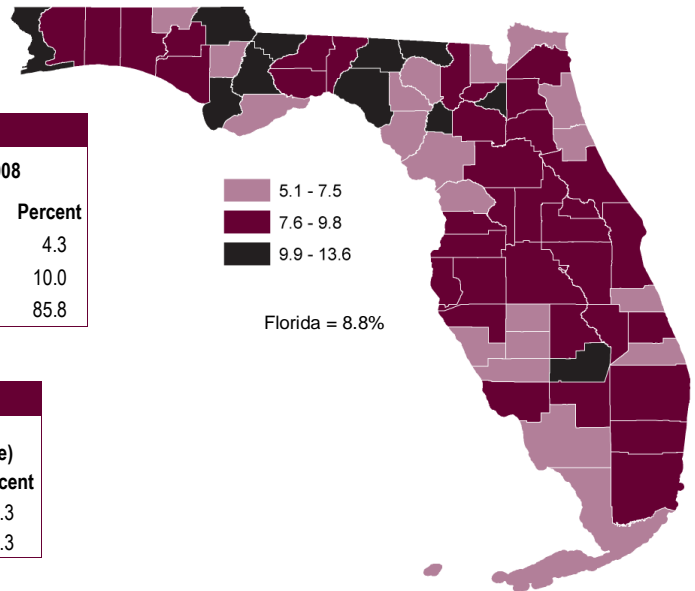 08
Percent
4.3
10.0
85.8
5.1 - 7.5
7.6 - 9.8
9.9 - 13.6
Florida = 8.8%
e)
cent
.3
.3